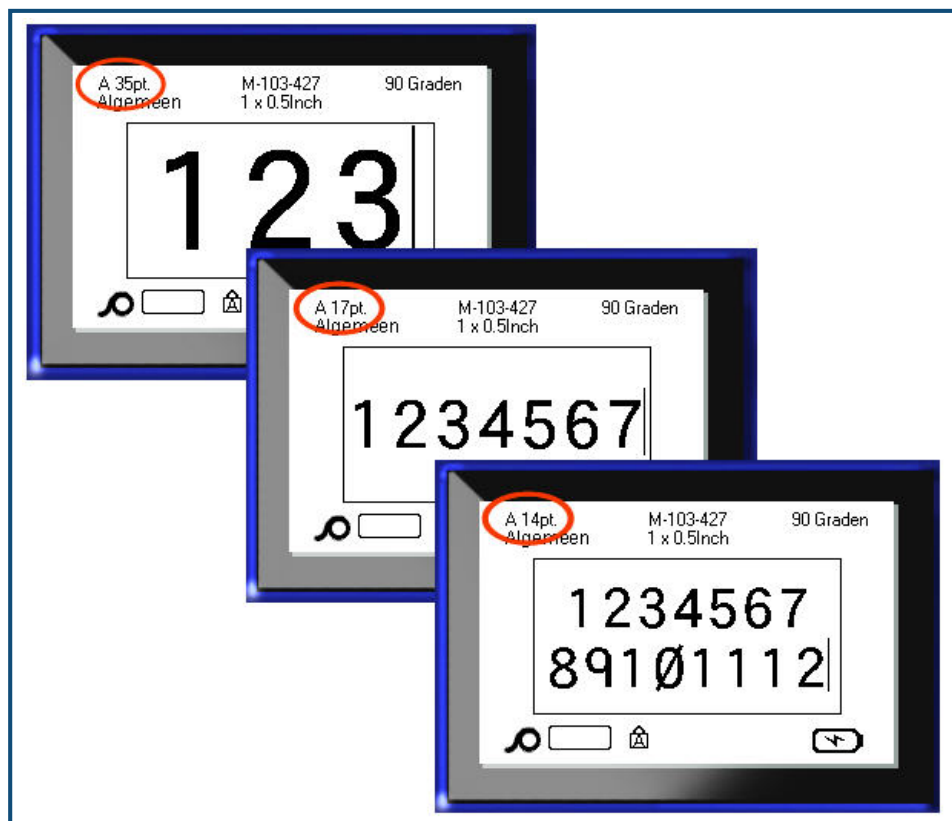 A 35pt. M-103-427 90 Graden
Algemeen 1 x 0.5Inch
123
A
A 17pt. M-103-427 90 Graden
Algemeen 1 x 0.5Inch
1234567
A 14pt. M-103-427 90 Graden
Algemeen 1 x 0.5Inch
1234567
891Ø1112
A